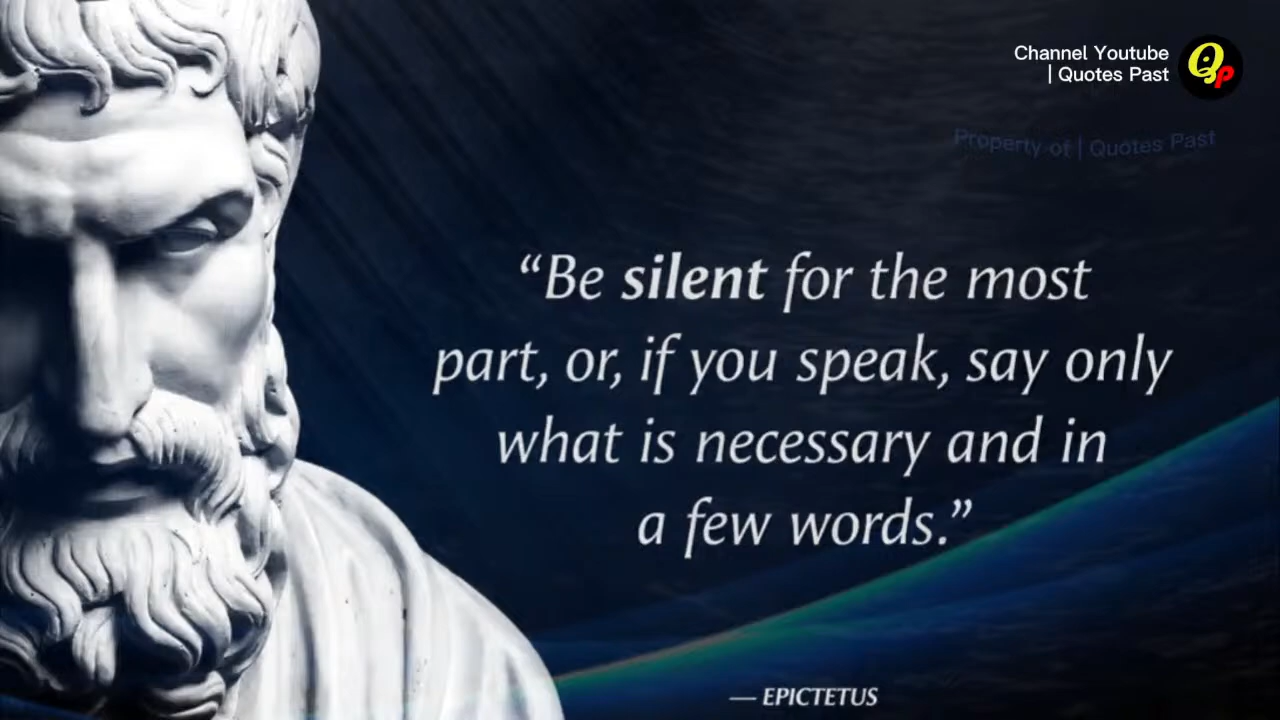 Channel Youtube
| Quotes Past
Property of | Quotes Past
“Be silent for the most
part, or, if you speak, say only
what is necessary and in
a few words.”
— EPICTETUS